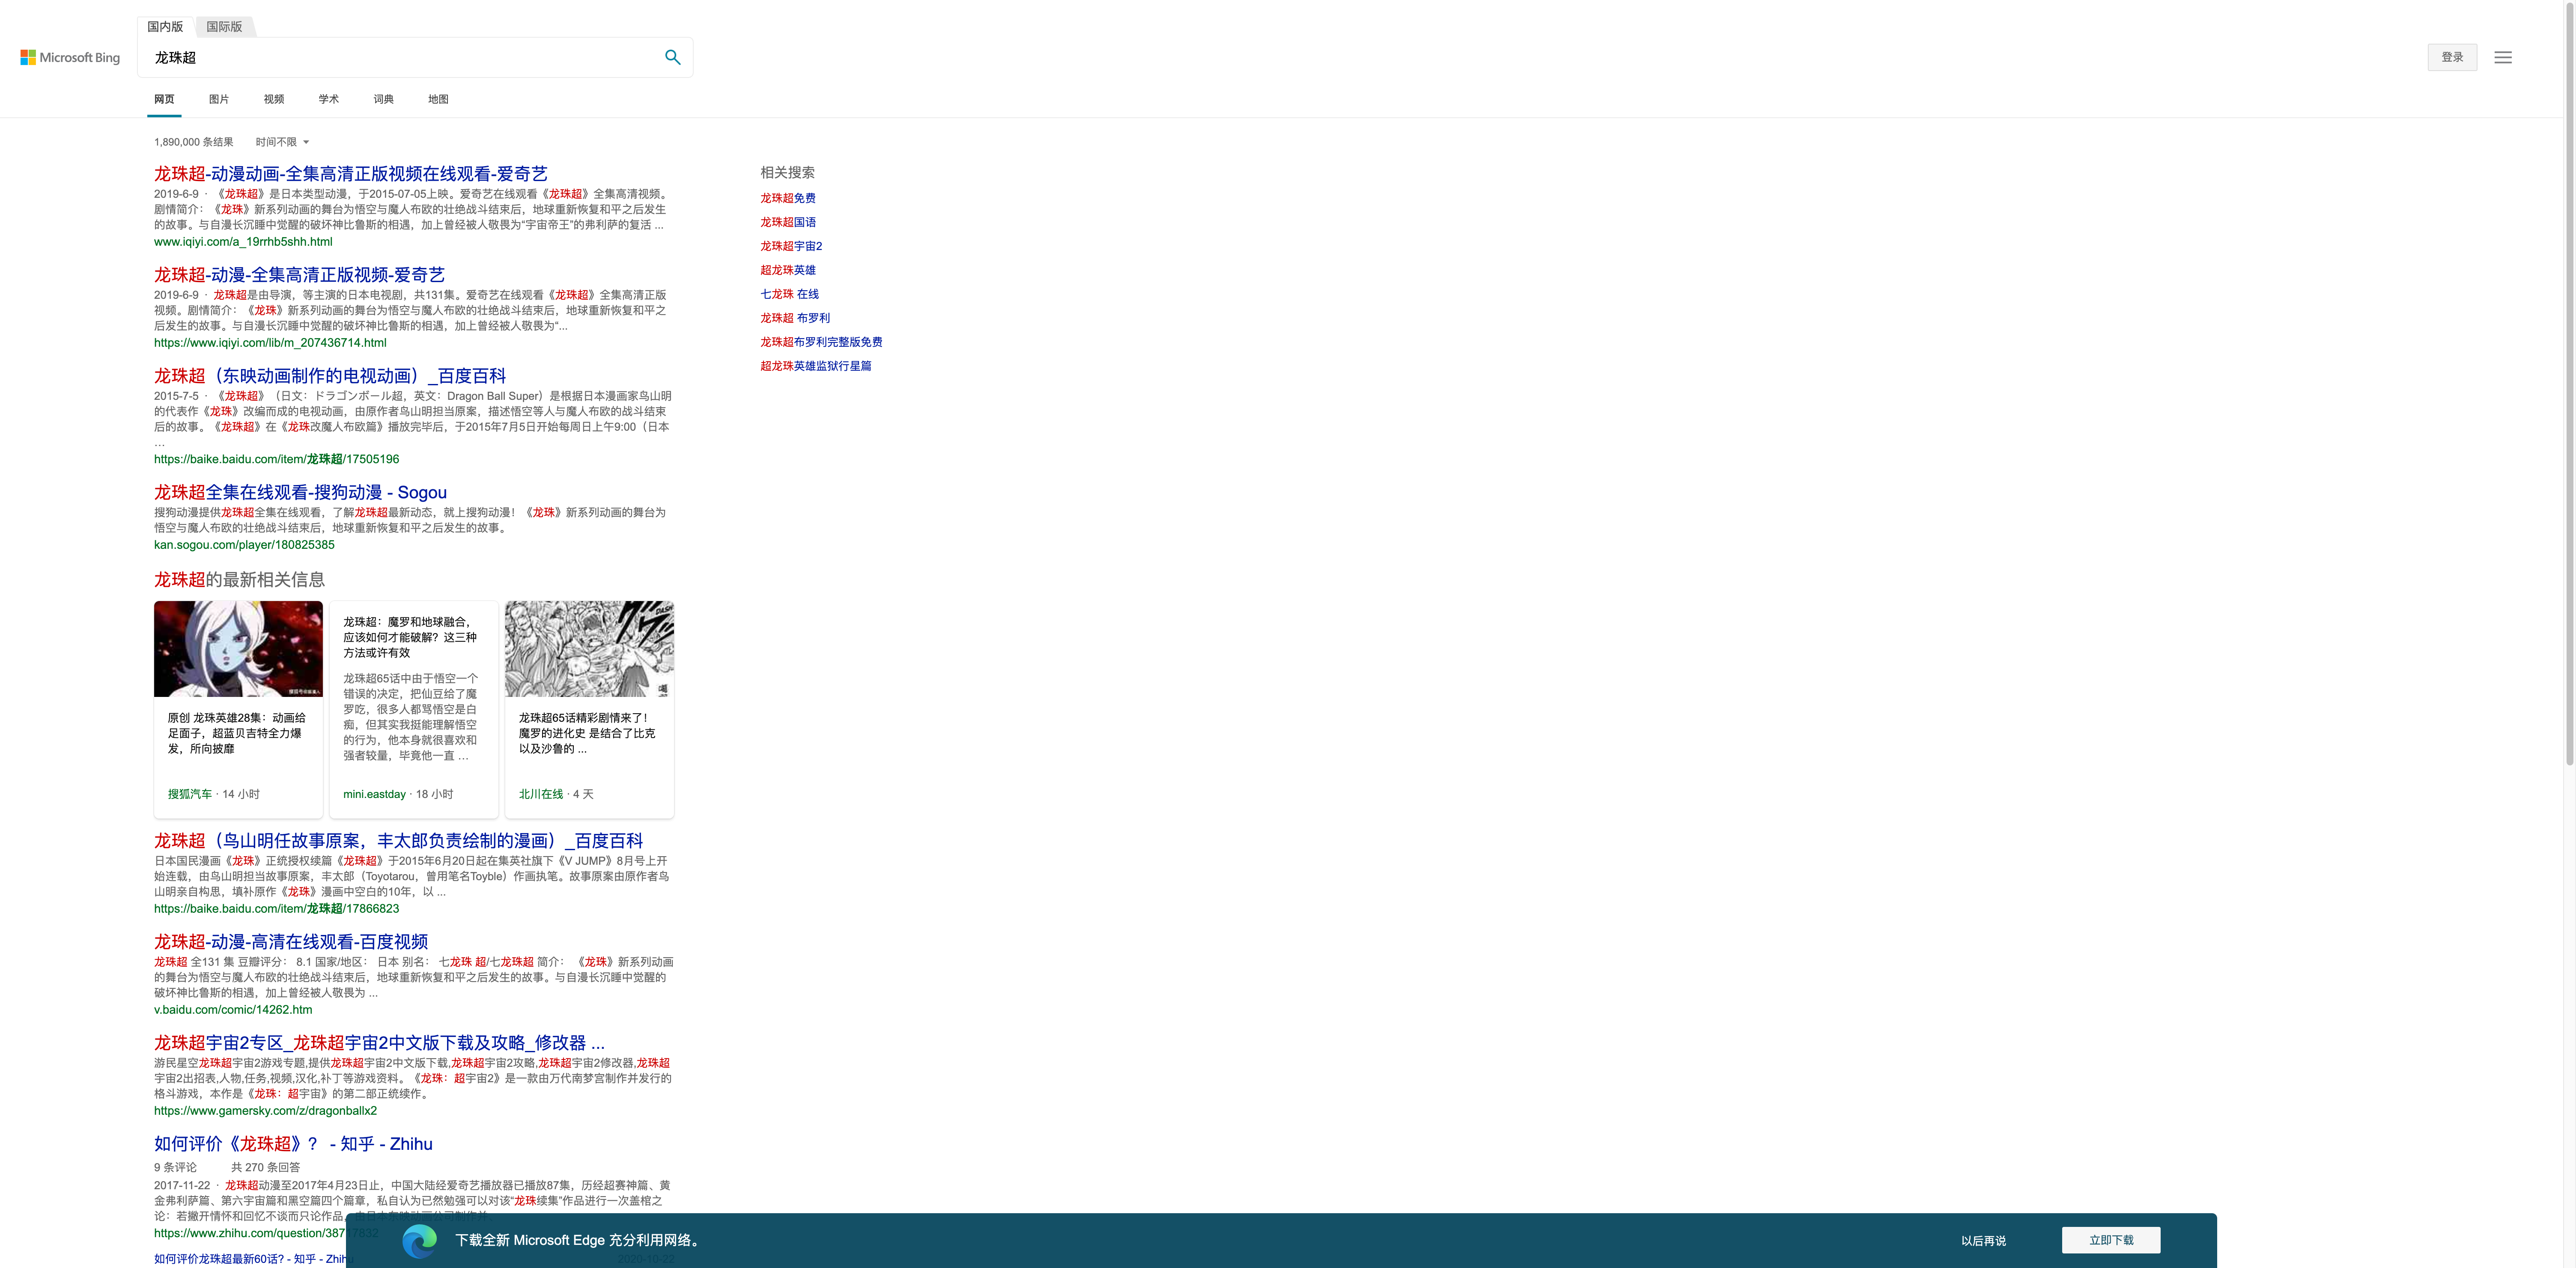 国内版 国际版
Microsoft Bing
龙珠超
登录
网页 图片 视频 学术 词典 地图
1,890,000 条结果 时间不限
龙珠超-动漫动画-全集高清正版视频在线观看-爱奇艺
2019-6-9 · 《龙珠超》是日本类型动漫，于2015-07-05上映。爱奇艺在线观看《龙珠超》全集高清视频。
剧情简介：《龙珠》新系列动画的舞台为悟空与魔人布欧的壮绝战斗结束后，地球重新恢复和平之后发生
的故事。与自漫长沉睡中觉醒的破坏神比鲁斯的相遇，加上曾经被人敬畏为“宇宙帝王”的弗利萨的复活 ...
www.iqiyi.com/a_19rrhb5shh.html
龙珠超-动漫-全集高清正版视频-爱奇艺
2019-6-9 · 龙珠超是由导演，等主演的日本电视剧，共131集。爱奇艺在线观看《龙珠超》全集高清正版
视频。剧情简介：《龙珠》新系列动画的舞台为悟空与魔人布欧的壮绝战斗结束后，地球重新恢复和平之
后发生的故事。与自漫长沉睡中觉醒的破坏神比鲁斯的相遇，加上曾经被人敬畏为“...
https://www.iqiyi.com/lib/m_207436714.html
龙珠超（东映动画制作的电视动画）_百度百科
2015-7-5 · 《龙珠超》（日文：ドラゴンボール超，英文：Dragon Ball Super）是根据日本漫画家鸟山明
的代表作《龙珠》改编而成的电视动画，由原作者鸟山明担当原案，描述悟空等人与魔人布欧的战斗结束
后的故事。《龙珠超》在《龙珠改魔人布欧篇》播放完毕后，于2015年7月5日开始每周日上午9:00（日本
…
https://baike.baidu.com/item/龙珠超/17505196
龙珠超全集在线观看-搜狗动漫 - Sogou
搜狗动漫提供龙珠超全集在线观看，了解龙珠超最新动态，就上搜狗动漫！《龙珠》新系列动画的舞台为
悟空与魔人布欧的壮绝战斗结束后，地球重新恢复和平之后发生的故事。
kan.sogou.com/player/180825385
龙珠超的最新相关信息
DASH
原创 龙珠英雄28集：动画给
足面子，超蓝贝吉特全力爆
发，所向披靡
搜狐汽车 · 14 小时
龙珠超：魔罗和地球融合，
应该如何才能破解？这三种
方法或许有效
龙珠超65话中由于悟空一个
错误的决定，把仙豆给了魔
罗吃，很多人都骂悟空是白
痴，但其实我挺能理解悟空
的行为，他本身就很喜欢和
强者较量，毕竟他一直 …
mini.eastday · 18 小时
龙珠超65话精彩剧情来了！
魔罗的进化史 是结合了比克
以及沙鲁的 ...
北川在线 · 4 天
龙珠超（鸟山明任故事原案，丰太郎负责绘制的漫画）_百度百科
日本国民漫画《龙珠》正统授权续篇《龙珠超》于2015年6月20日起在集英社旗下《V JUMP》8月号上开
始连载，由鸟山明担当故事原案，丰太郎（Toyotarou，曾用笔名Toyble）作画执笔。故事原案由原作者鸟
山明亲自构思，填补原作《龙珠》漫画中空白的10年，以 ...
https://baike.baidu.com/item/龙珠超/17866823
龙珠超-动漫-高清在线观看-百度视频
龙珠超 全131 集 豆瓣评分： 8.1 国家/地区： 日本 别名： 七龙珠 超/七龙珠超 简介： 《龙珠》新系列动画
的舞台为悟空与魔人布欧的壮绝战斗结束后，地球重新恢复和平之后发生的故事。与自漫长沉睡中觉醒的
破坏神比鲁斯的相遇，加上曾经被人敬畏为 ...
v.baidu.com/comic/14262.htm
龙珠超宇宙2专区_龙珠超宇宙2中文版下载及攻略_修改器 ...
游民星空龙珠超宇宙2游戏专题,提供龙珠超宇宙2中文版下载,龙珠超宇宙2攻略,龙珠超宇宙2修改器,龙珠超
宇宙2出招表,人物,任务,视频,汉化,补丁等游戏资料。《龙珠：超宇宙2》是一款由万代南梦宫制作并发行的
格斗游戏，本作是《龙珠：超宇宙》的第二部正统续作。
https://www.gamersky.com/z/dragonballx2
如何评价《龙珠超》？ - 知乎 - Zhihu
9 条评论 共 270 条回答
2017-11-22 · 龙珠超动漫至2017年4月23日止，中国大陆经爱奇艺播放器已播放87集，历经超赛神篇、黄
金弗利萨篇、第六宇宙篇和黑空篇四个篇章，私自认为已然勉强可以对该“龙珠续集”作品进行一次盖棺之
论：若撇开情怀和回忆不谈而只论作品，由日本东映动画公司制作并
https://www.zhihu.com/question/38717832
如何评价龙珠超最新60话? - 知乎 - Zhihu 2020-10-23
相关搜索
龙珠超免费
龙珠超国语
龙珠超宇宙2
超龙珠英雄
七龙珠 在线
龙珠超 布罗利
龙珠超布罗利完整版免费
超龙珠英雄监狱行星篇
下载全新 Microsoft Edge 充分利用网络。
以后再说
立即下载